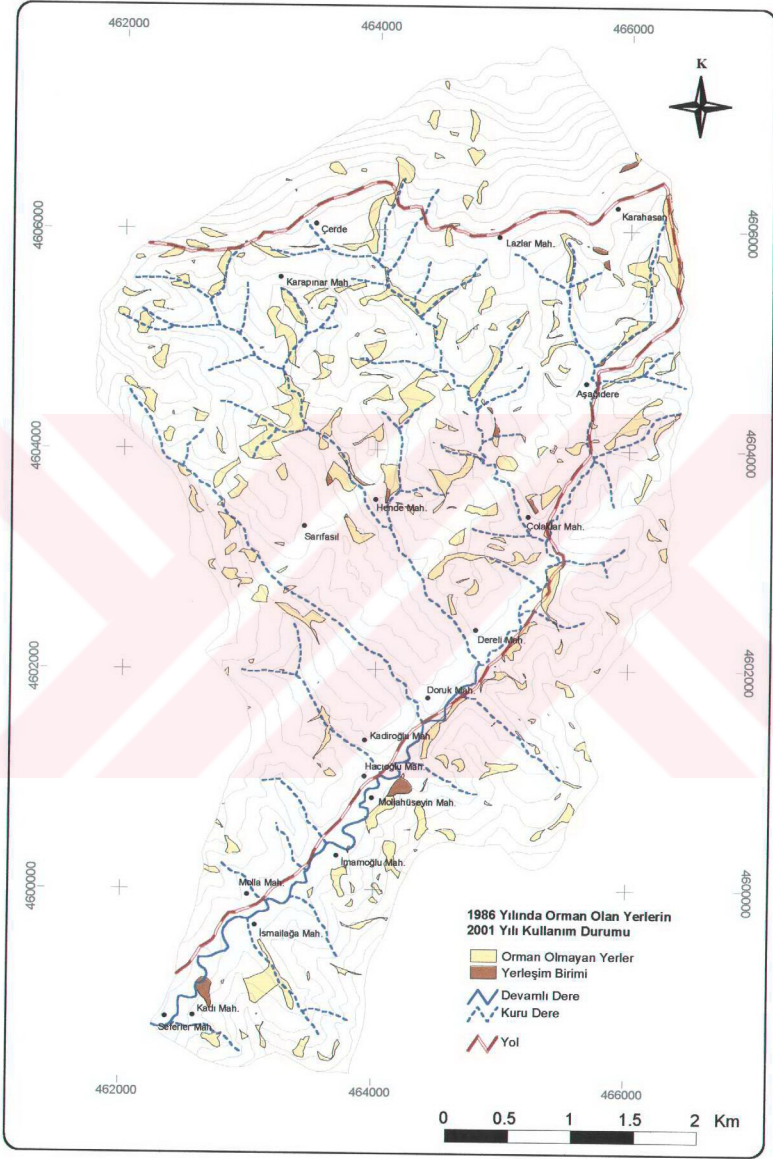 462000
464000
466000
K
4606000
4606000
Karahasan
Çerde
Lazlar Mah.
Karapınar Mah.
Aşağıdere
4604000
4604000
Hende Mah.
Çolaklar Mah.
Sarıfasıl
Dereli Mah.
4602000
4602000
Doruk Mah.
Kadiroğlu Mah.
Hacıoğlu Mah.
Mollahüseyin Mah.
İmamoğlu Mah.
4600000
4600000
Molla Mah.
İsmailağa Mah.
1986 Yılında Orman Olan Yerlerin
2001 Yılı Kullanım Durumu
Orman Olmayan Yerler
Yerleşim Birimi
Devamlı Dere
Kuru Dere
Yol
Kadı Mah.
Seferler Mah.
462000
464000
466000
0 0.5 1 1.5 2 Km